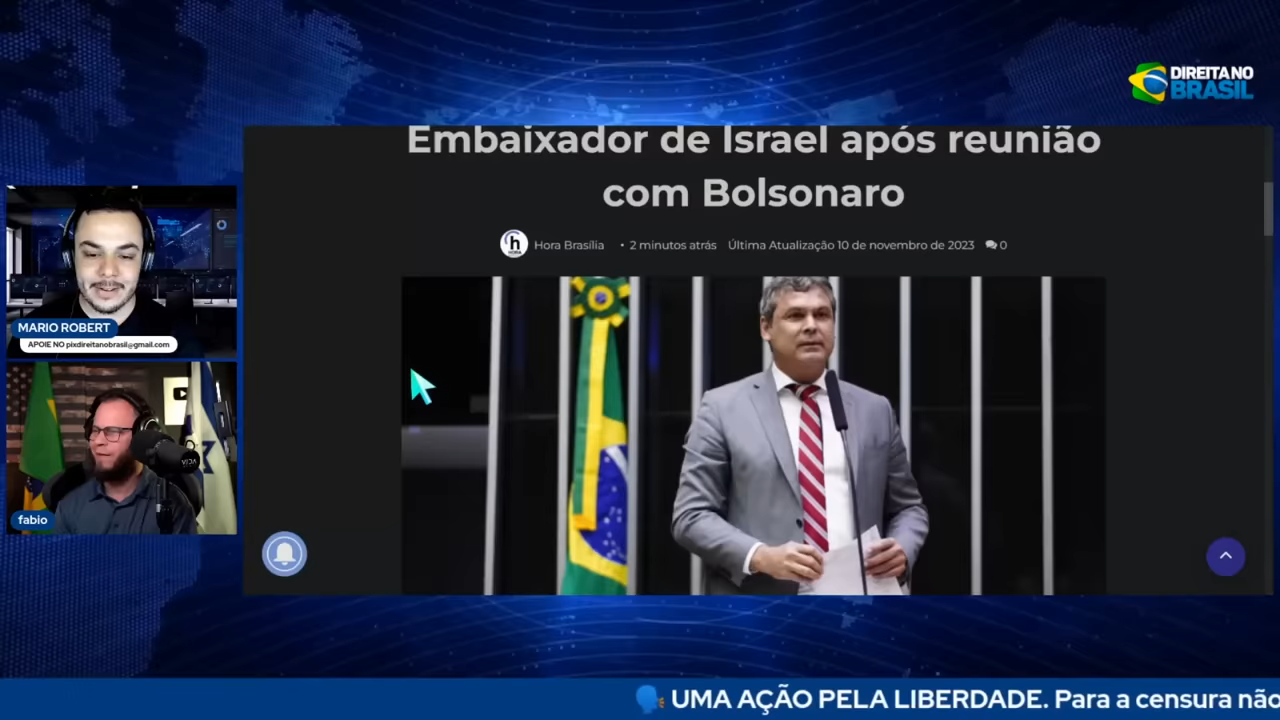 DIREITA NO
BRASIL
Embaixador de Israel após reunião
com Bolsonaro
h
HORA
Hora Brasília • 2 minutos atrás Última Atualização 10 de novembro de 2023 0
MARIO ROBERT
APOIE NO pixdireitanobrasil@gmail.com
fabio
UMA AÇÃO PELA LIBERDADE. Para a censura não